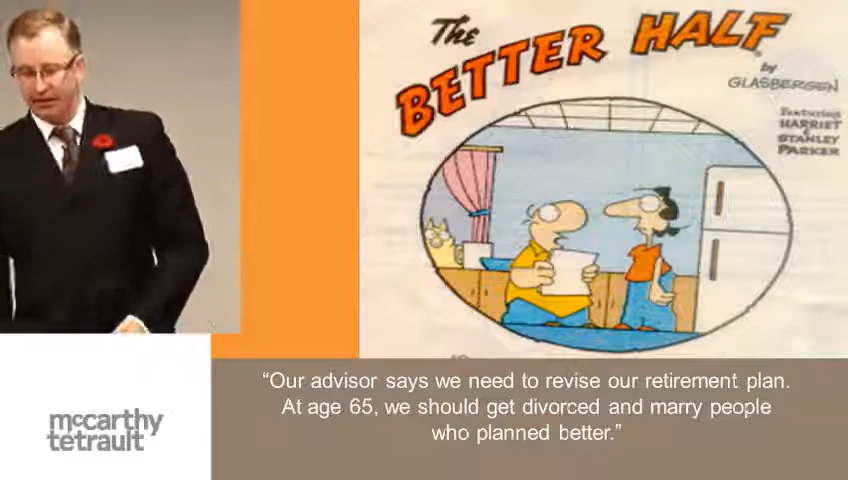 The
BETTER HALF
by
GLASBERGEN
Featuring
HARRIET
&
STANLEY
PARKER
“Our advisor says we need to revise our retirement plan.
At age 65, we should get divorced and marry people
who planned better.”
mccarthy
tetrault